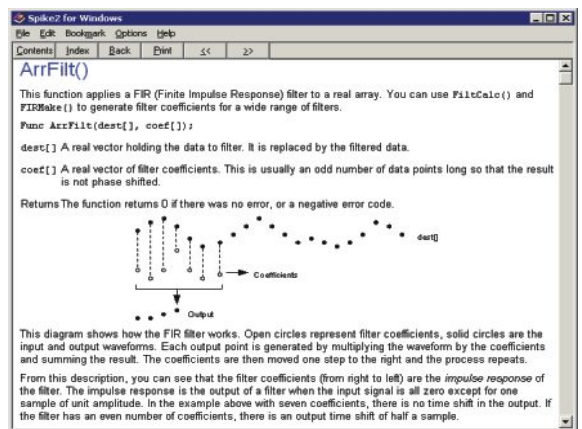 Spike2 for Windows
File Edit Bookmark Options Help
Contents Index Back Print << >>
ArrFilt()
This function applies a FIR (Finite Impulse Response) filter to a real array. You can use FiltCalc() and
FIRMake() to generate filter coefficients for a wide range of filters.
Func ArrFilt(dest[], coef[]);
dest[] A real vector holding the data to filter. It is replaced by the filtered data.
coef[] A real vector of filter coefficients. This is usually an odd number of data points long so that the result
is not phase shifted.
Returns The function returns 0 if there was no error, or a negative error code.
dest[]
Coefficients
Output
This diagram shows how the FIR filter works. Open circles represent filter coefficients, solid circles are the
input and output waveforms. Each output point is generated by multiplying the waveform by the coefficients
and summing the result. The coefficients are then moved one step to the right and the process repeats.
From this description, you can see that the filter coefficients (from right to left) are the impulse response of
the filter. The impulse response is the output of a filter when the input signal is all zero except for one
sample of unit amplitude. In the example above with seven coefficients, there is no time shift in the output. If
the filter has an even number of coefficients, there is an output time shift of half a sample.